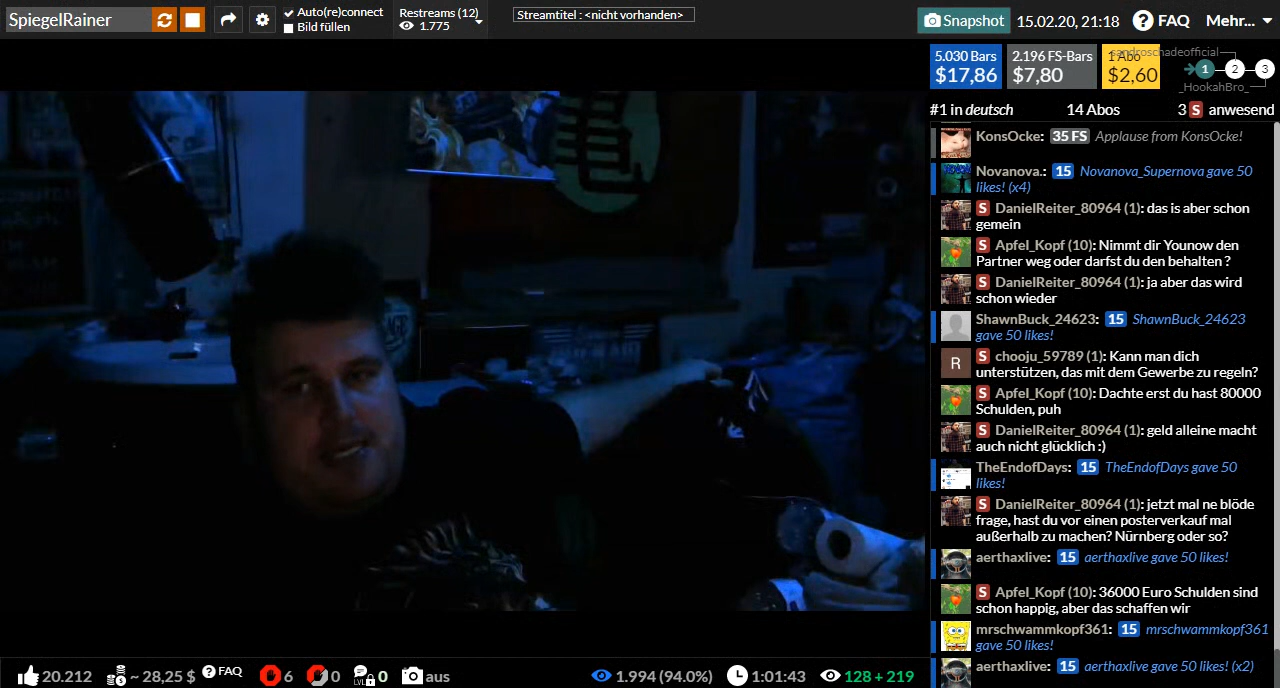 SpiegelRainer
Auto(re)connect
Bild füllen
Restreams (12)
1.775
Streamtitel : <nicht vorhanden>
Snapshot
15.02.20, 21:18
FAQ
Mehr...
5.030 Bars
$17,86
2.196 FS-Bars
$7,80
1 Abo
$2,60
sandroschadeofficial
1 2 3
_HookahBro_
#1 in deutsch
14 Abos
3 S anwesend
KonsOcke: 35 FS Applause from KonsOcke!
Novanova.: 15 Novanova_Supernova gave 50
likes! (x4)
S DanielReiter_80964 (1): das is aber schon
gemein
S Apfel_Kopf (10): Nimmt dir Younow den
Partner weg oder darfst du den behalten ?
S DanielReiter_80964 (1): ja aber das wird
schon wieder
ShawnBuck_24623: 15 ShawnBuck_24623
gave 50 likes!
R
S chooju_59789 (1): Kann man dich
unterstützen, das mit dem Gewerbe zu regeln?
S Apfel_Kopf (10): Dachte erst du hast 80000
Schulden, puh
S DanielReiter_80964 (1): geld alleine macht
auch nicht glücklich :)
TheEndofDays: 15 TheEndofDays gave 50
likes!
S DanielReiter_80964 (1): jetzt mal ne blöde
frage, hast du vor einen posterverkauf mal
außerhalb zu machen? Nürnberg oder so?
aerthaxlive: 15 aerthaxlive gave 50 likes!
S Apfel_Kopf (10): 36000 Euro Schulden sind
schon happig, aber das schaffen wir
mrschwammkopf361: 15 mrschwammkopf361
gave 50 likes!
aerthaxlive: 15 aerthaxlive gave 50 likes! (x2)
20.212
~ 28,25 $
FAQ
6
0
LVL
0
aus
1.994 (94.0%)
1:01:43
128 + 219